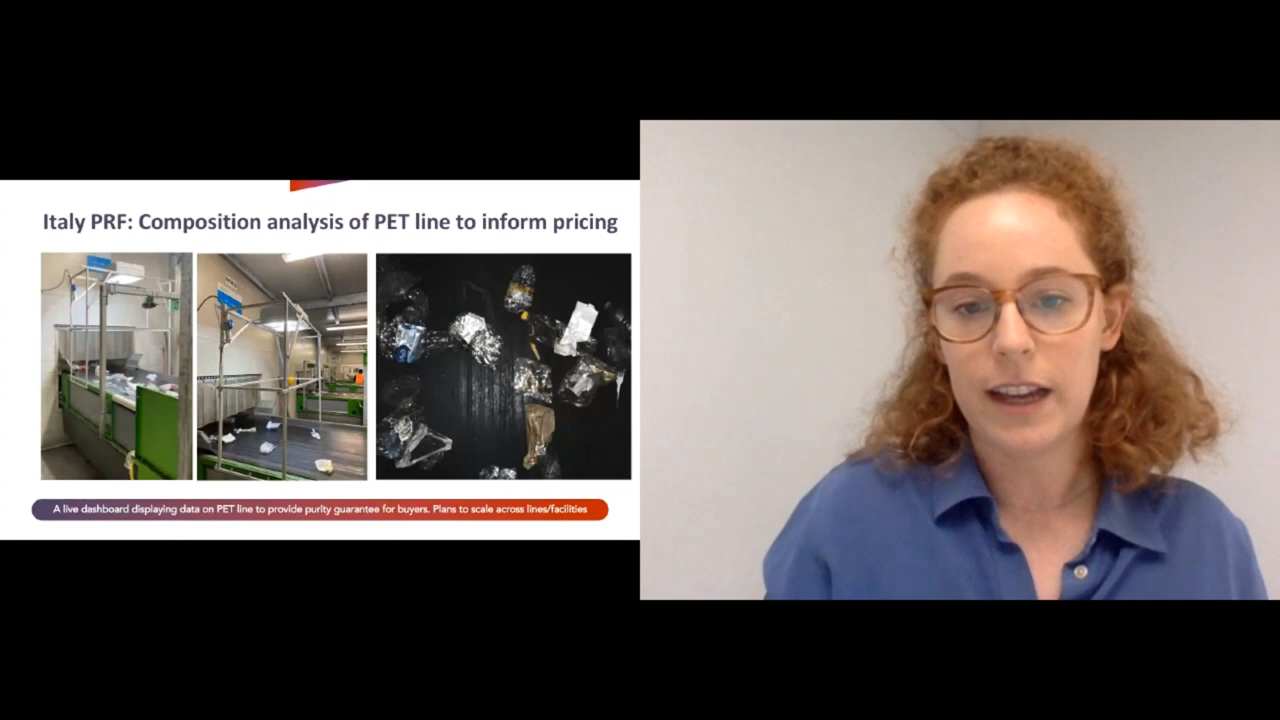 Italy PRF: Composition analysis of PET line to inform pricing
A live dashboard displaying data on PET line to provide purity guarantee for buyers. Plans to scale across lines/facilities